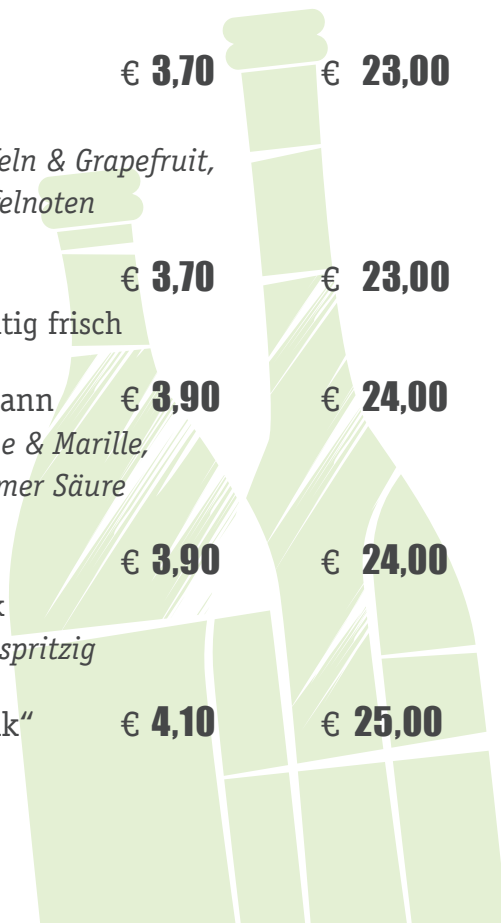 € 3,70 € 23,00
eln & Grapefruit,
felnoten
€ 3,70 € 23,00
tig frisch
ann € 3,90 € 24,00
e & Marille,
mer Säure
€ 3,90 € 24,00
k
spritzig
k“ € 4,10 € 25,00